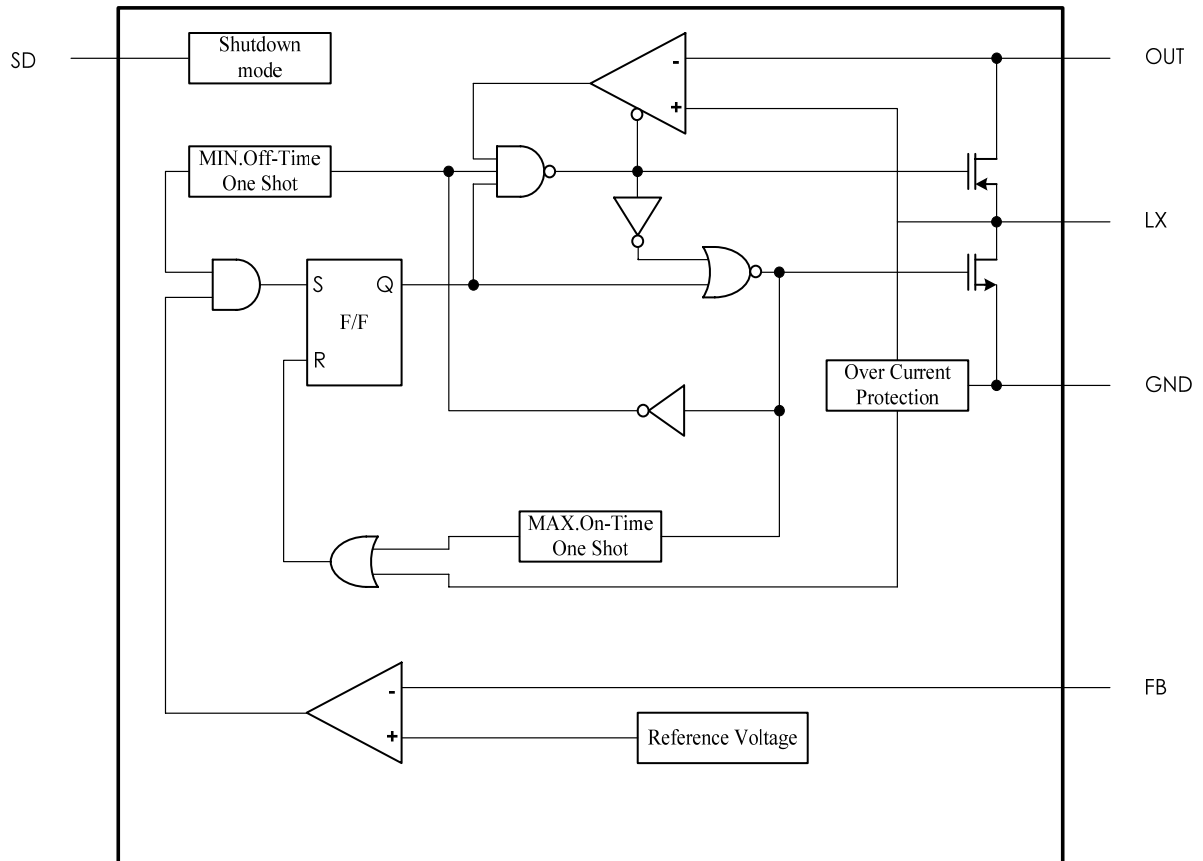 SD
Shutdown
mode
-
+
OUT
MIN.Off-Time
One Shot
LX
S
Q
F/F
R
Over Current
Protection
GND
MAX.On-Time
One Shot
-
+
FB
Reference Voltage